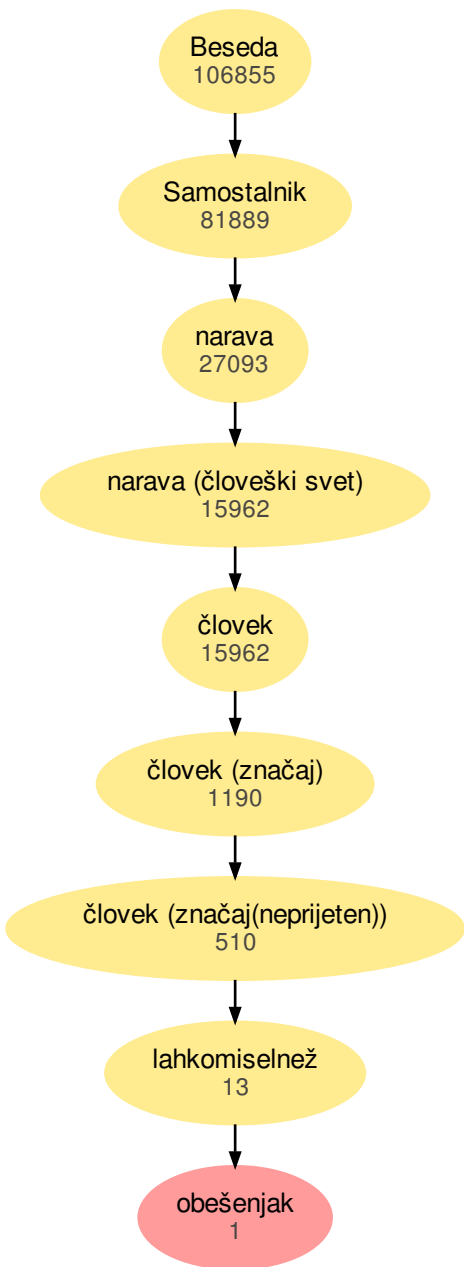 Beseda
106855
Samostalnik
81889
narava
27093
narava (človeški svet)
15962
človek
15962
človek (značaj)
1190
človek (značaj(neprijeten))
510
lahkomiselnež
13
obešenjak
1